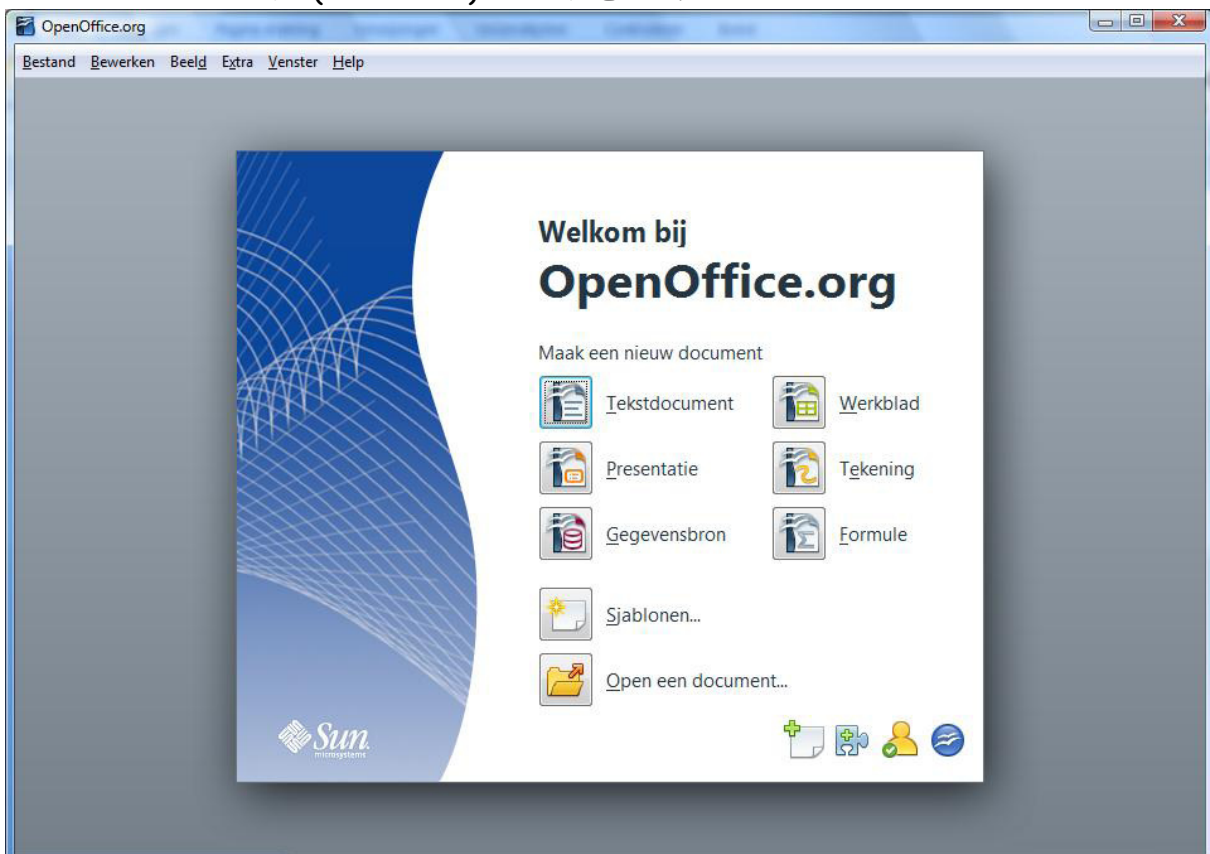 OpenOffice.org
Bestand Bewerken Beeld Extra Venster Help
Welkom bij
OpenOffice.org
Maak een nieuw document
Tekstdocument Werkblad
Presentatie Tekening
Gegevensbron Formule
Sjablonen...
Open een document...
Sun
microsystems